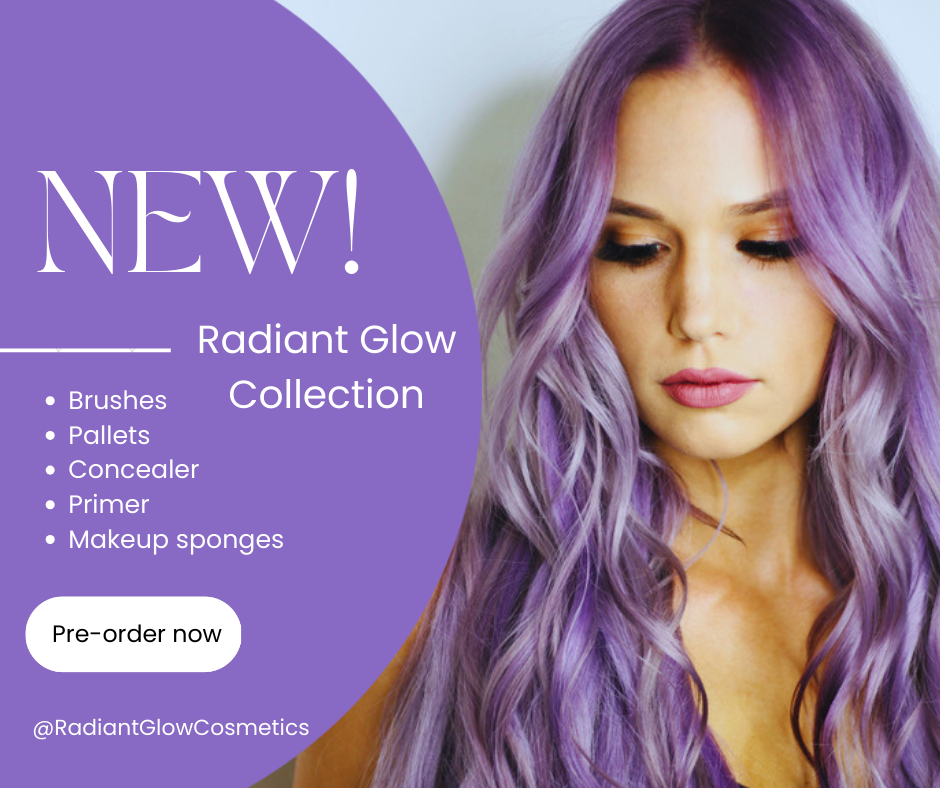 NEW!
Radiant Glow
Collection
• Brushes
• Pallets
• Concealer
• Primer
• Makeup sponges
Pre-order now
@RadiantGlowCosmetics